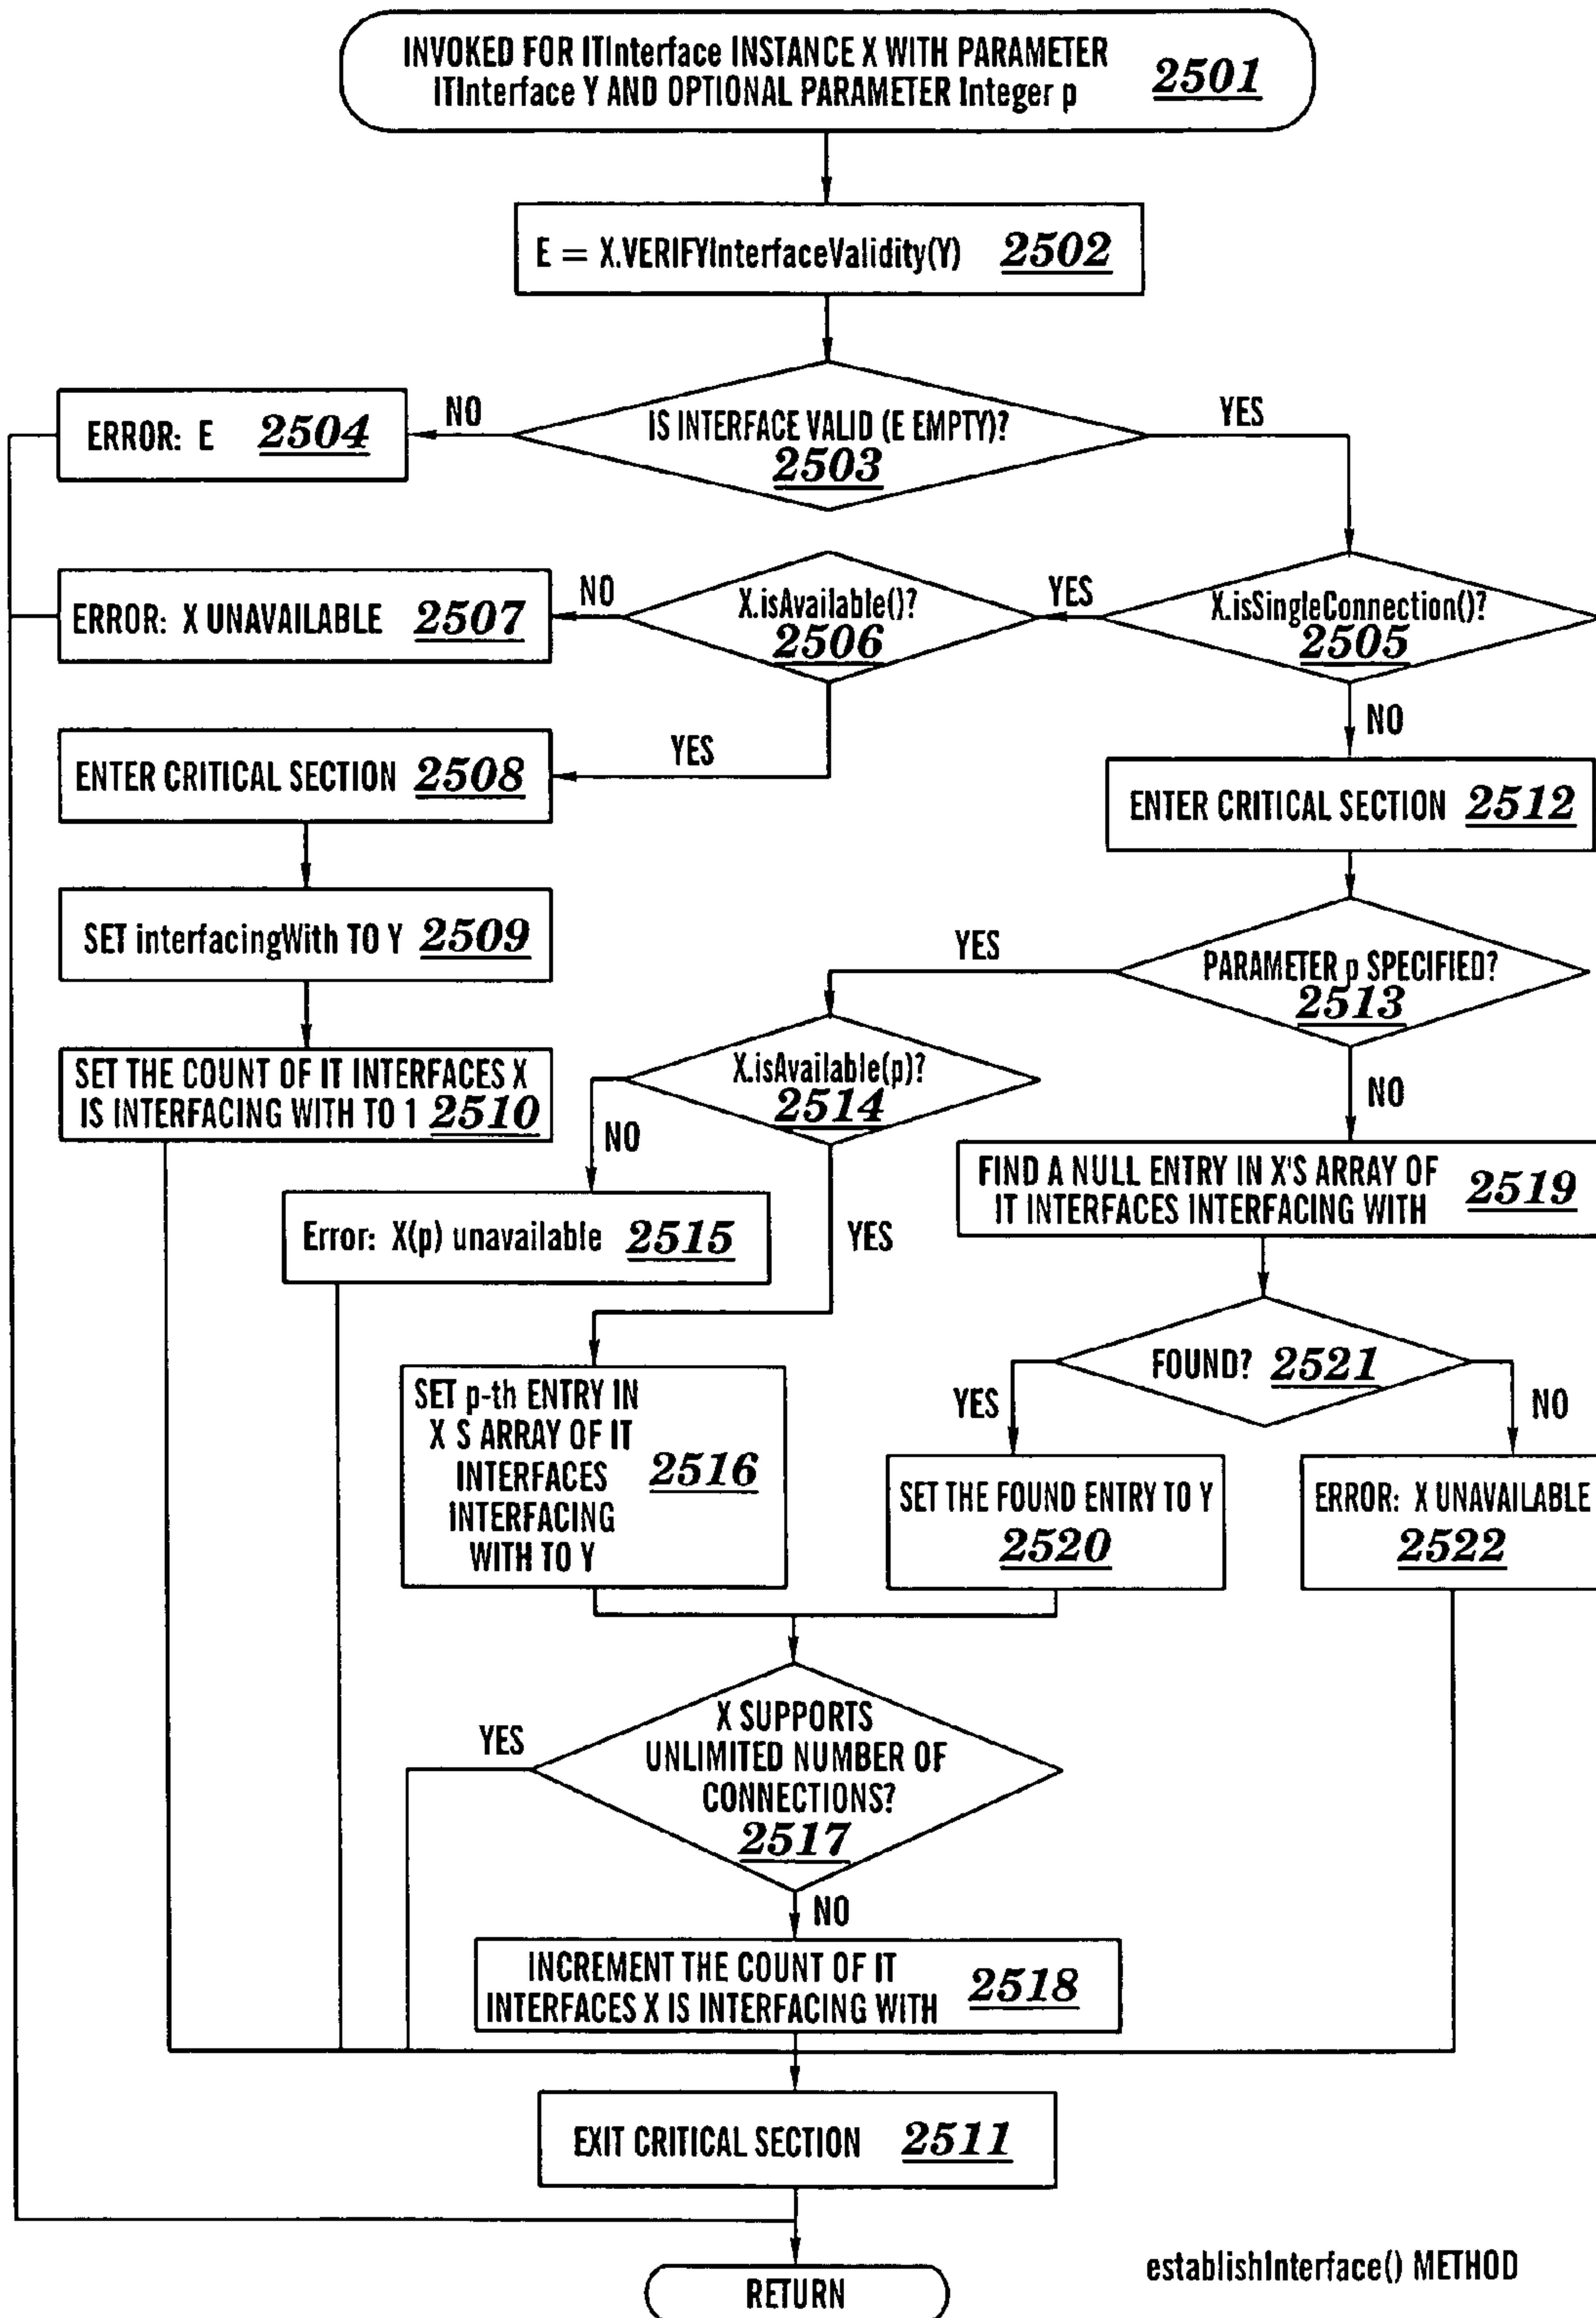 INVOKED FOR ITInterface INSTANCE X WITH PARAMETER
ITInterface Y AND OPTIONAL PARAMETER Integer p 2501
E = X.VERIFYInterfaceValidity(Y) 2502
IS INTERFACE VALID (E EMPTY)?
2503
NO
YES
ERROR: E 2504
X.isSingleConnection()?
2505
YES
NO
X.isAvailable()?
2506
NO
YES
ERROR: X UNAVAILABLE 2507
ENTER CRITICAL SECTION 2508
SET interfacingWith TO Y 2509
SET THE COUNT OF IT INTERFACES X
IS INTERFACING WITH TO 1 2510
ENTER CRITICAL SECTION 2512
PARAMETER p SPECIFIED?
2513
YES
NO
X.isAvailable(p)?
2514
NO
YES
Error: X(p) unavailable 2515
SET p-th ENTRY IN
X S ARRAY OF IT
INTERFACES
INTERFACING
WITH TO Y
2516
FIND A NULL ENTRY IN X'S ARRAY OF
IT INTERFACES INTERFACING WITH
2519
FOUND? 2521
YES
NO
SET THE FOUND ENTRY TO Y
2520
ERROR: X UNAVAILABLE
2522
X SUPPORTS
UNLIMITED NUMBER OF
CONNECTIONS?
2517
YES
NO
INCREMENT THE COUNT OF IT
INTERFACES X IS INTERFACING WITH
2518
EXIT CRITICAL SECTION 2511
RETURN
establishInterface() METHOD